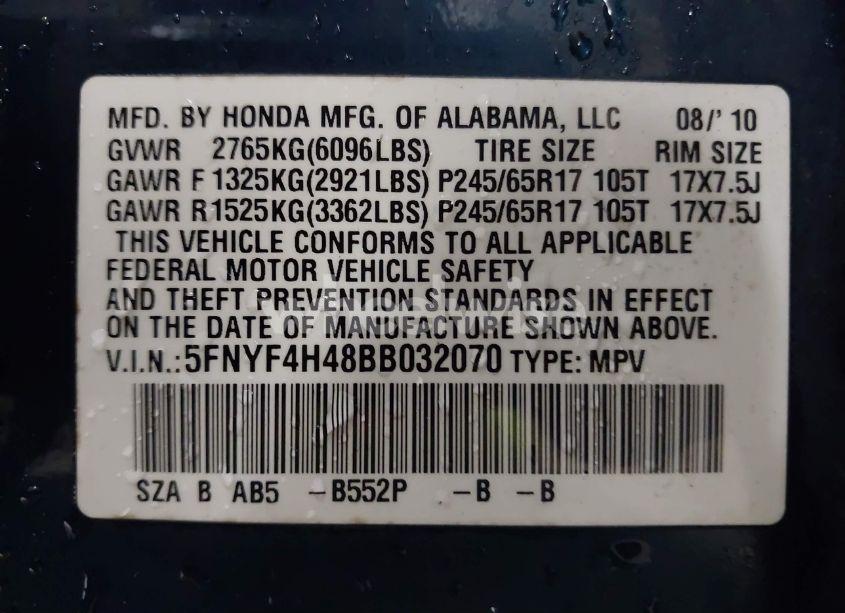 MFD. BY HONDA MFG. OF ALABAMA, LLC 08/' 10
GVWR 2765KG(6096LBS) TIRE SIZE RIM SIZE
GAWR F 1325KG(2921LBS) P245/65R17 105T 17X7.5J
GAWR R 1525KG(3362LBS) P245/65R17 105T 17X7.5J
THIS VEHICLE CONFORMS TO ALL APPLICABLE
FEDERAL MOTOR VEHICLE SAFETY
AND THEFT PREVENTION STANDARDS IN EFFECT
ON THE DATE OF MANUFACTURE SHOWN ABOVE.
V.I.N.: 5FNYF4H48BB032070 TYPE: MPV
SZA B AB5 -B552P -B -B